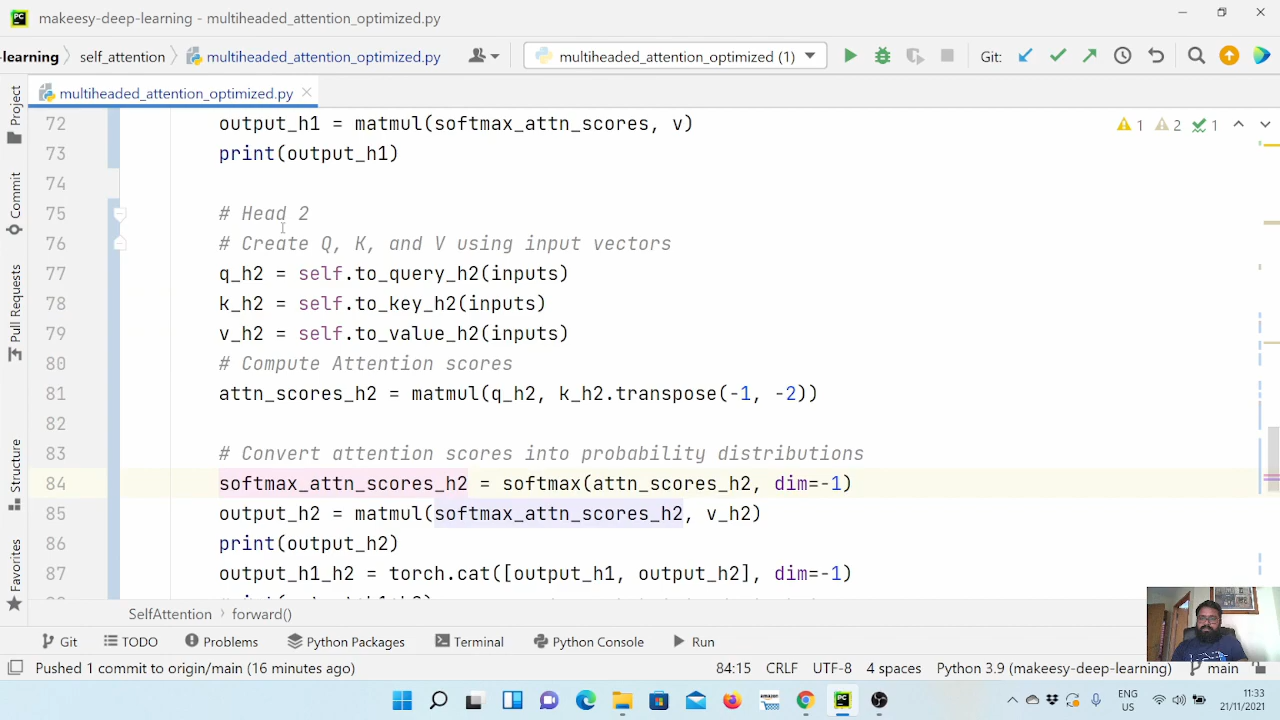 makeesy-deep-learning - multiheaded_attention_optimized.py
learning self_attention multiheaded_attention_optimized.py multiheaded_attention_optimized (1) Git:
multiheaded_attention_optimized.py
72 output_h1 = matmul(softmax_attn_scores, v)
1 2 1
73 print(output_h1)
74
75 # Head 2
76 # Create Q, K, and V using input vectors
77 q_h2 = self.to_query_h2(inputs)
78 k_h2 = self.to_key_h2(inputs)
79 v_h2 = self.to_value_h2(inputs)
80 # Compute Attention scores
81 attn_scores_h2 = matmul(q_h2, k_h2.transpose(-1, -2))
82
83 # Convert attention scores into probability distributions
84 softmax_attn_scores_h2 = softmax(attn_scores_h2, dim=-1)
85 output_h2 = matmul(softmax_attn_scores_h2, v_h2)
86 print(output_h2)
87 output_h1_h2 = torch.cat([output_h1, output_h2], dim=-1)
Project
Commit
Pull Requests
Structure
Favorites
SelfAttention forward()
Git TODO Problems Python Packages Terminal Python Console Run
Pushed 1 commit to origin/main (16 minutes ago) 84:15 CRLF UTF-8 4 spaces Python 3.9 (makeesy-deep-learning) main
ENG
US
11:33
21/11/2021